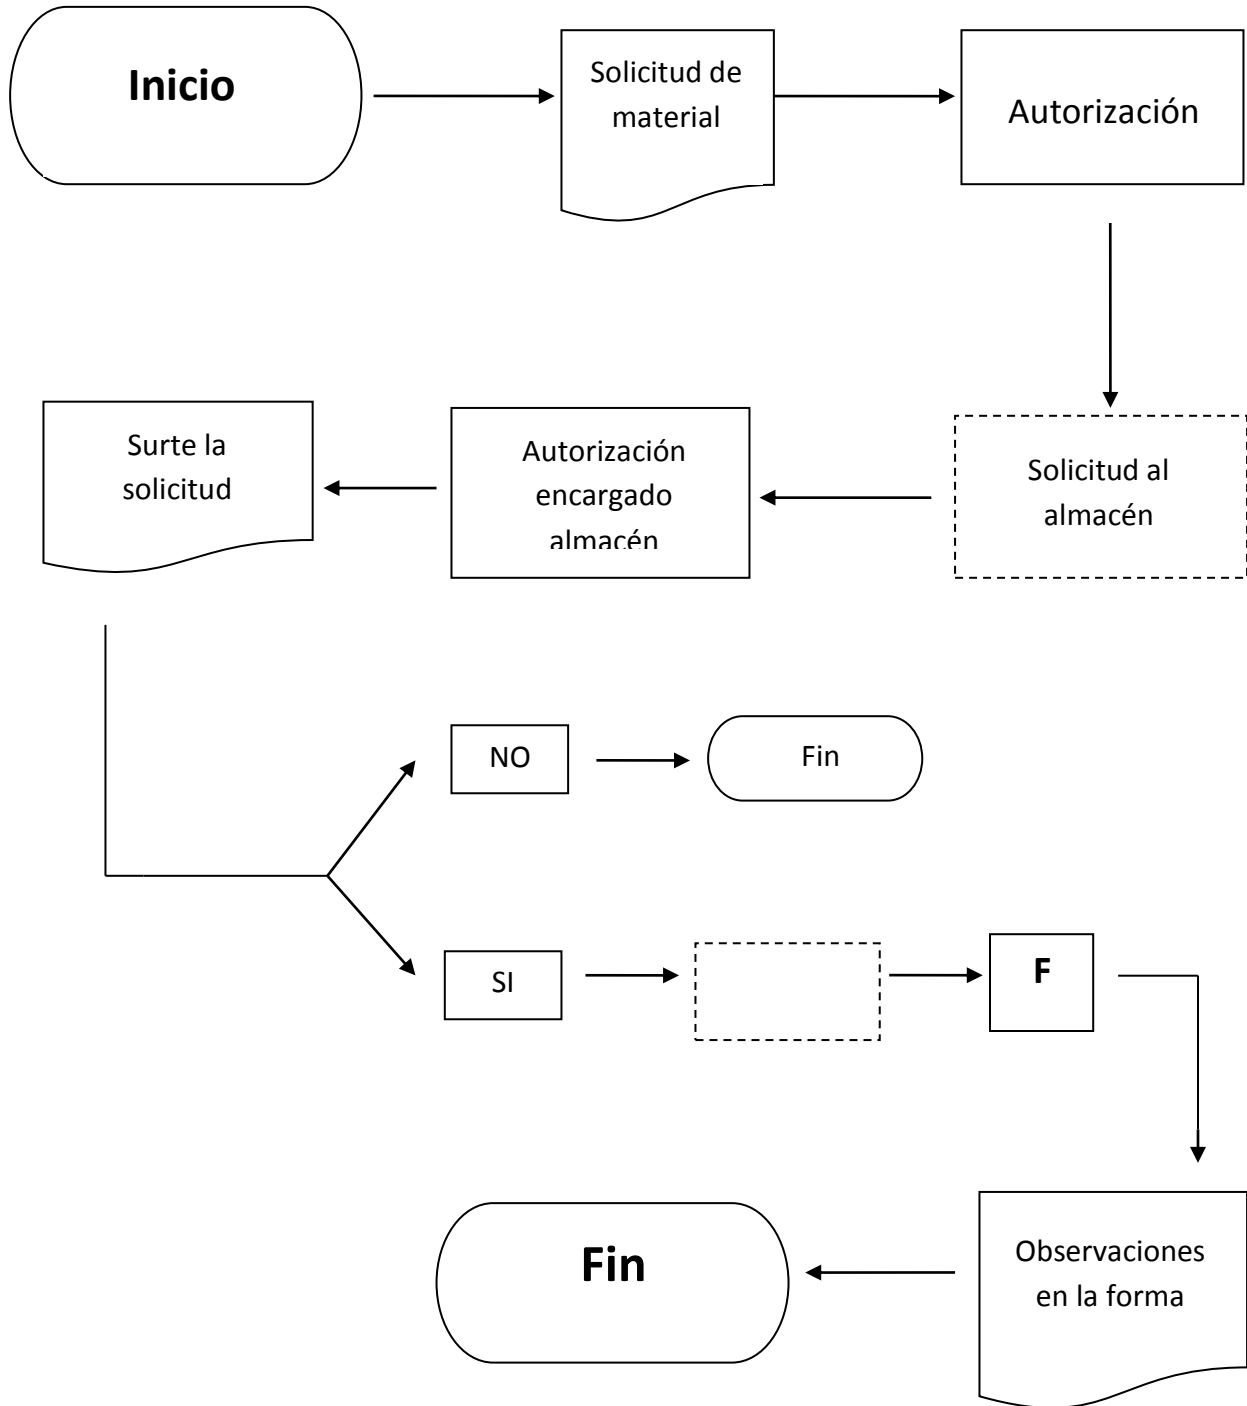 Inicio
Solicitud de
material
Autorización
Surte la
solicitud
Autorización
encargado
almacén
Solicitud al
almacén
NO
Fin
SI
F
Observaciones
en la forma
Fin